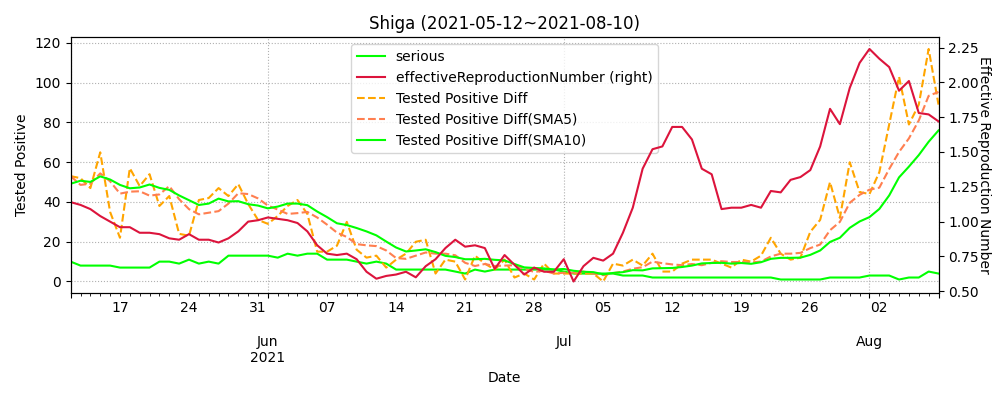 Shiga (2021-05-12~2021-08-10)
serious
effectiveReproductionNumber (right)
Tested Positive Diff
Tested Positive Diff(SMA5)
Tested Positive Diff(SMA10)
Tested Positive
120
100
80
60
40
20
0
2.25
2.00
1.75
1.50
1.25
1.00
0.75
0.50
Effective Reproduction Number
17 24 31 07 14 21 28 05 12 19 26 02
Jun Jul Aug
2021
Date